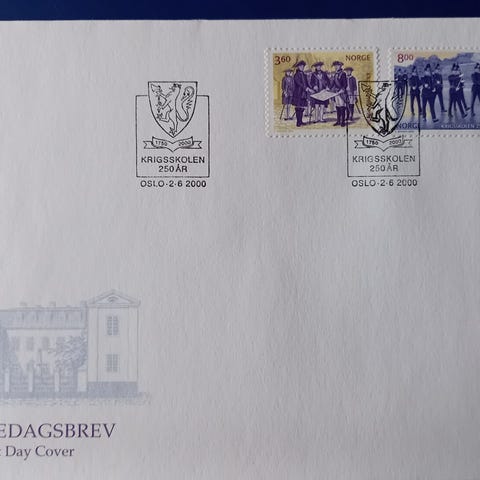 3.60 NORGE
8.00
NORGE KRIGSSKOLEN
1750 2000
KRIGSSKOLEN
250 ÅR
OSLO·2-6 2000
1750 2000
KRIGSSKOLEN
250 ÅR
OSLO·2-6 2000
EDAGSBREV
Day Cover